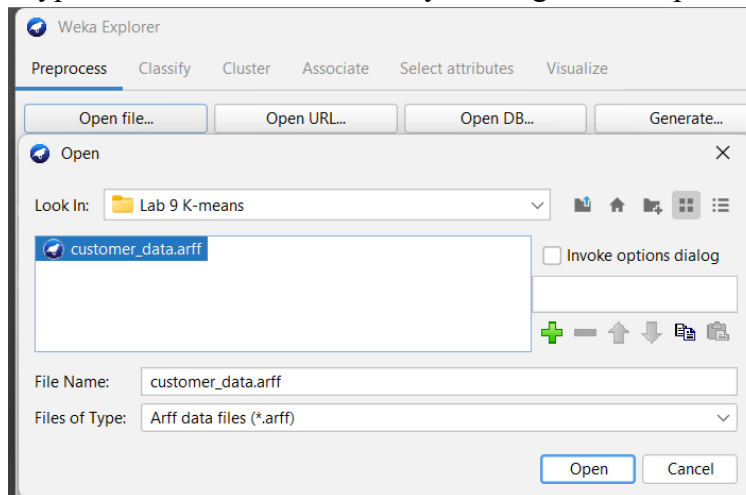 Weka Explorer
Preprocess Classify Cluster Associate Select attributes Visualize
Open file... Open URL... Open DB... Generate...
Open
Look In: Lab 9 K-means
customer_data.arff
Invoke options dialog
File Name: customer_data.arff
Files of Type: Arff data files (*.arff)
Open Cancel